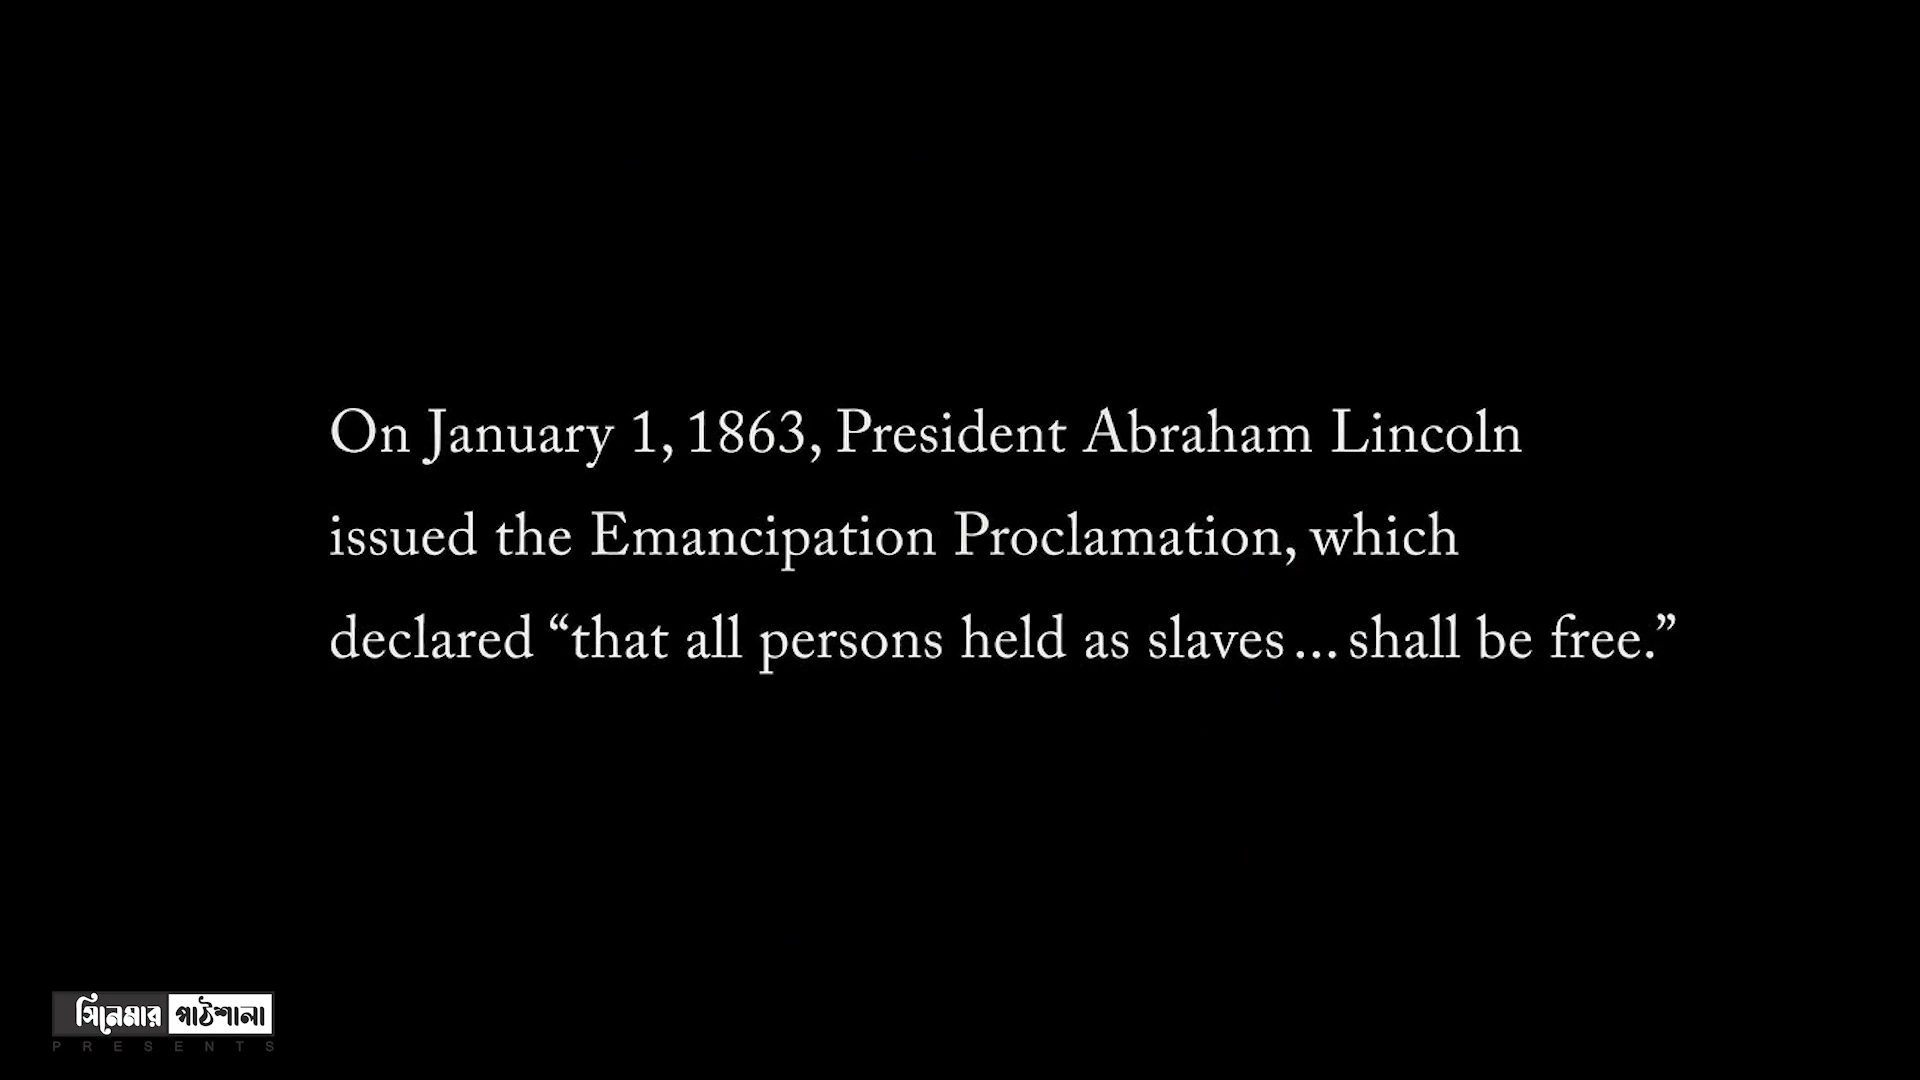 On January 1, 1863, President Abraham Lincoln
issued the Emancipation Proclamation, which
declared “that all persons held as slaves... shall be free.”
সিনেমার পাঠশালা
PRESENTS